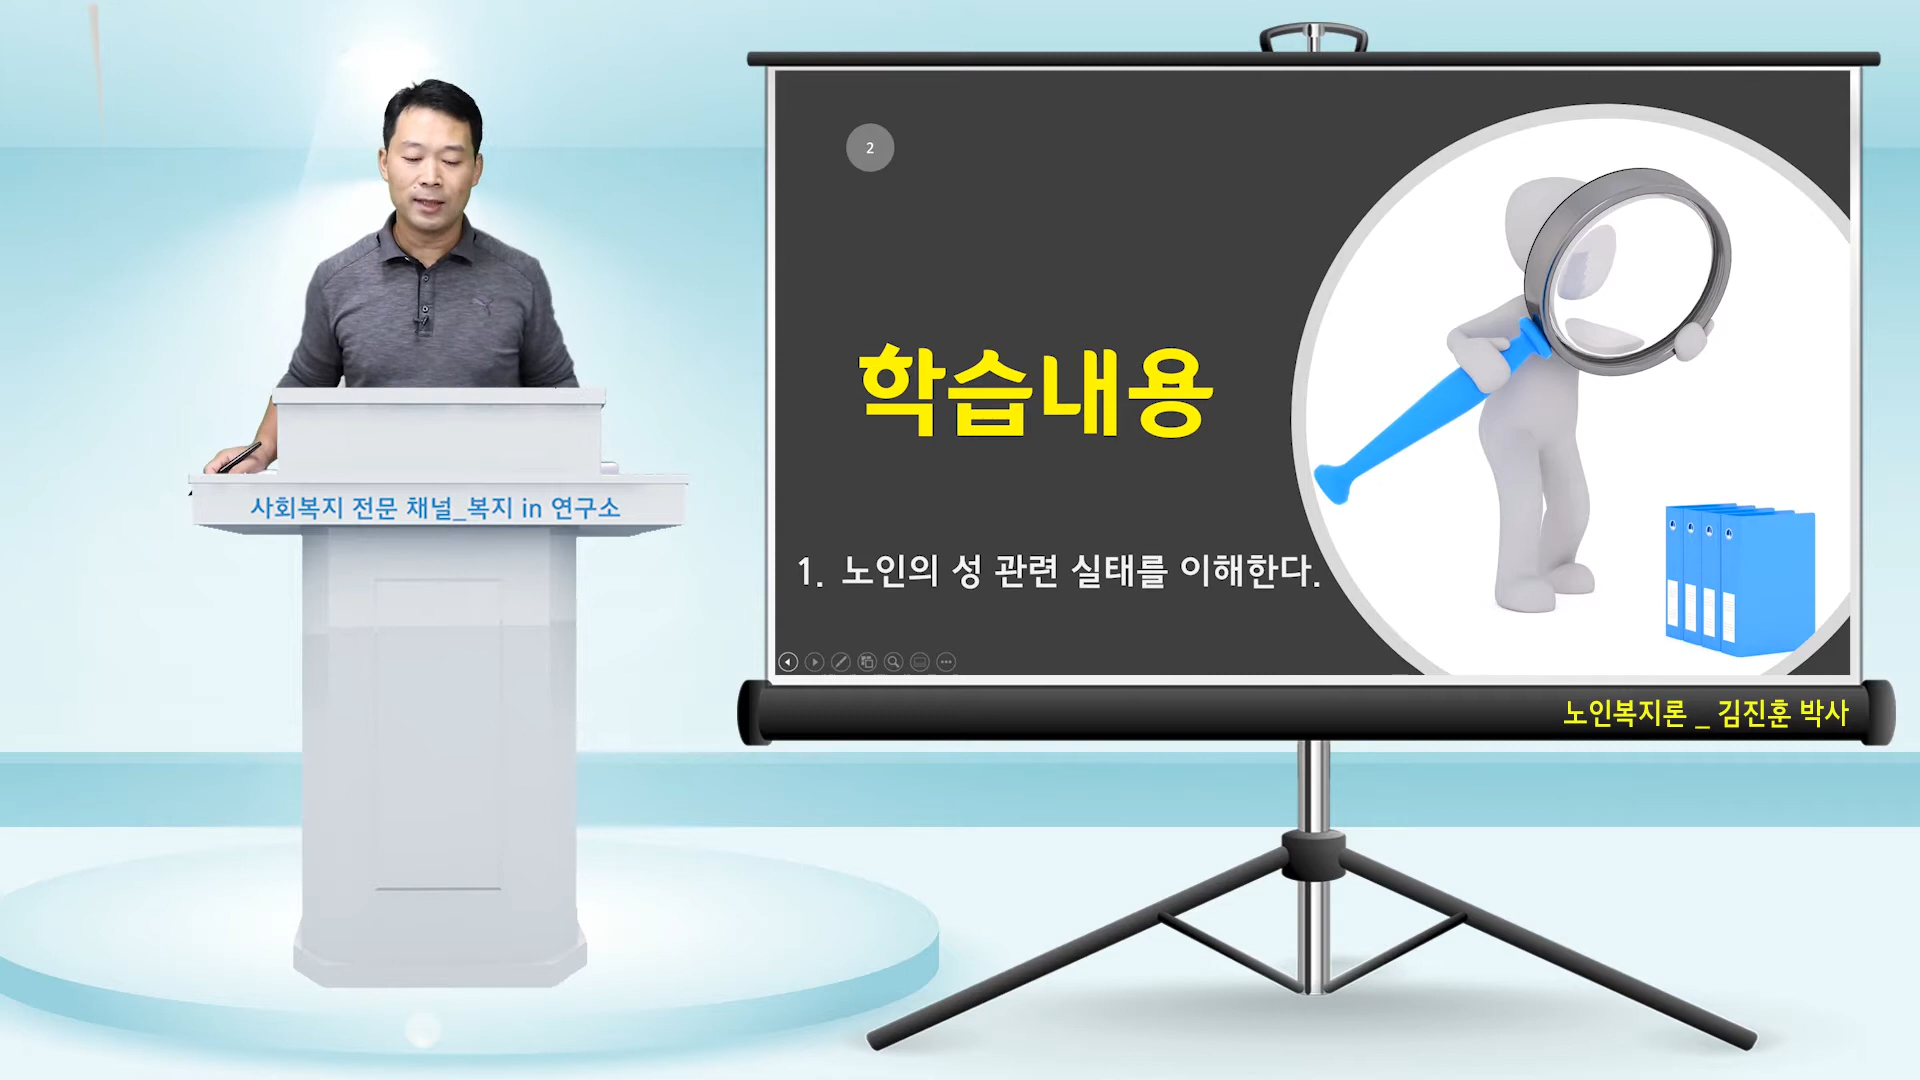 사회복지 전문 채널_복지 in 연구소
2
학습내용
1. 노인의 성 관련 실태를 이해한다.
노인복지론 _ 김진훈 박사